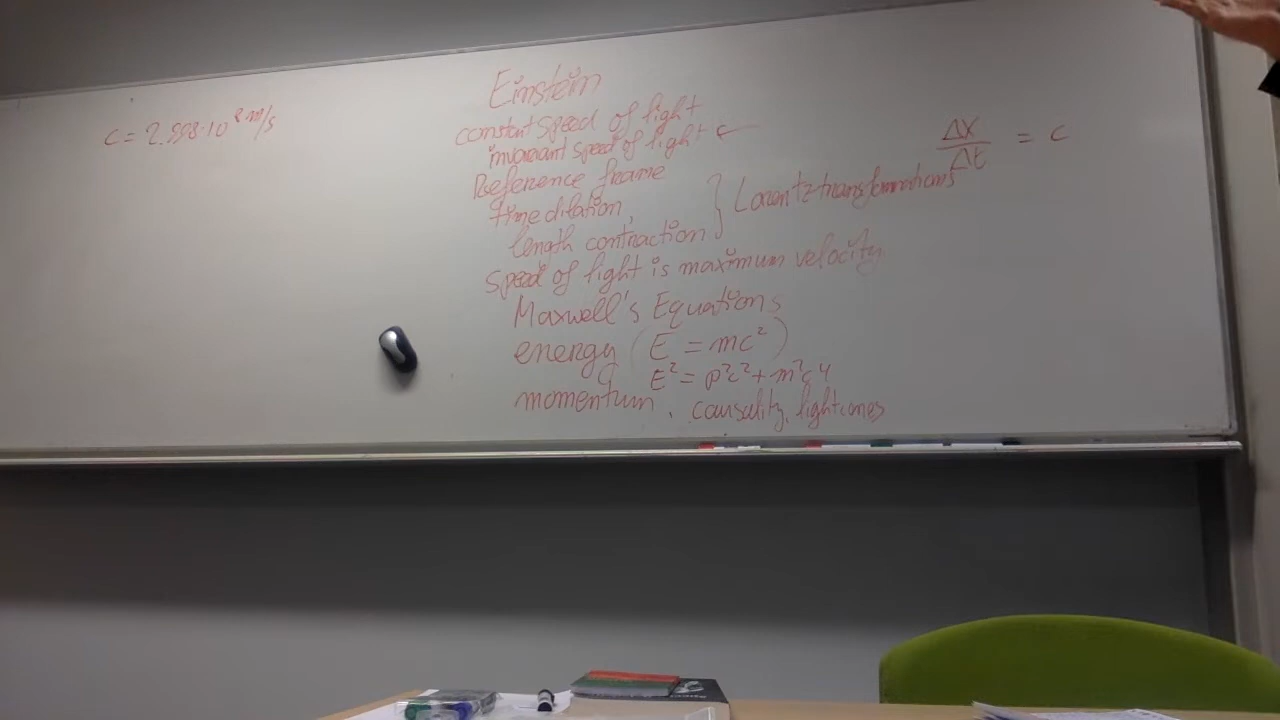 c = 2.998·10⁸ m/s
Einstein
constant speed of light
invariant speed of light c
Reference frame
time dilation,
length contraction } Lorentz transformations
Δx/Δt = c
speed of light is maximum velocity
Maxwell's Equations
energy (E = mc²)
E² = p²c² + m²c⁴
momentum, causality, lightcones